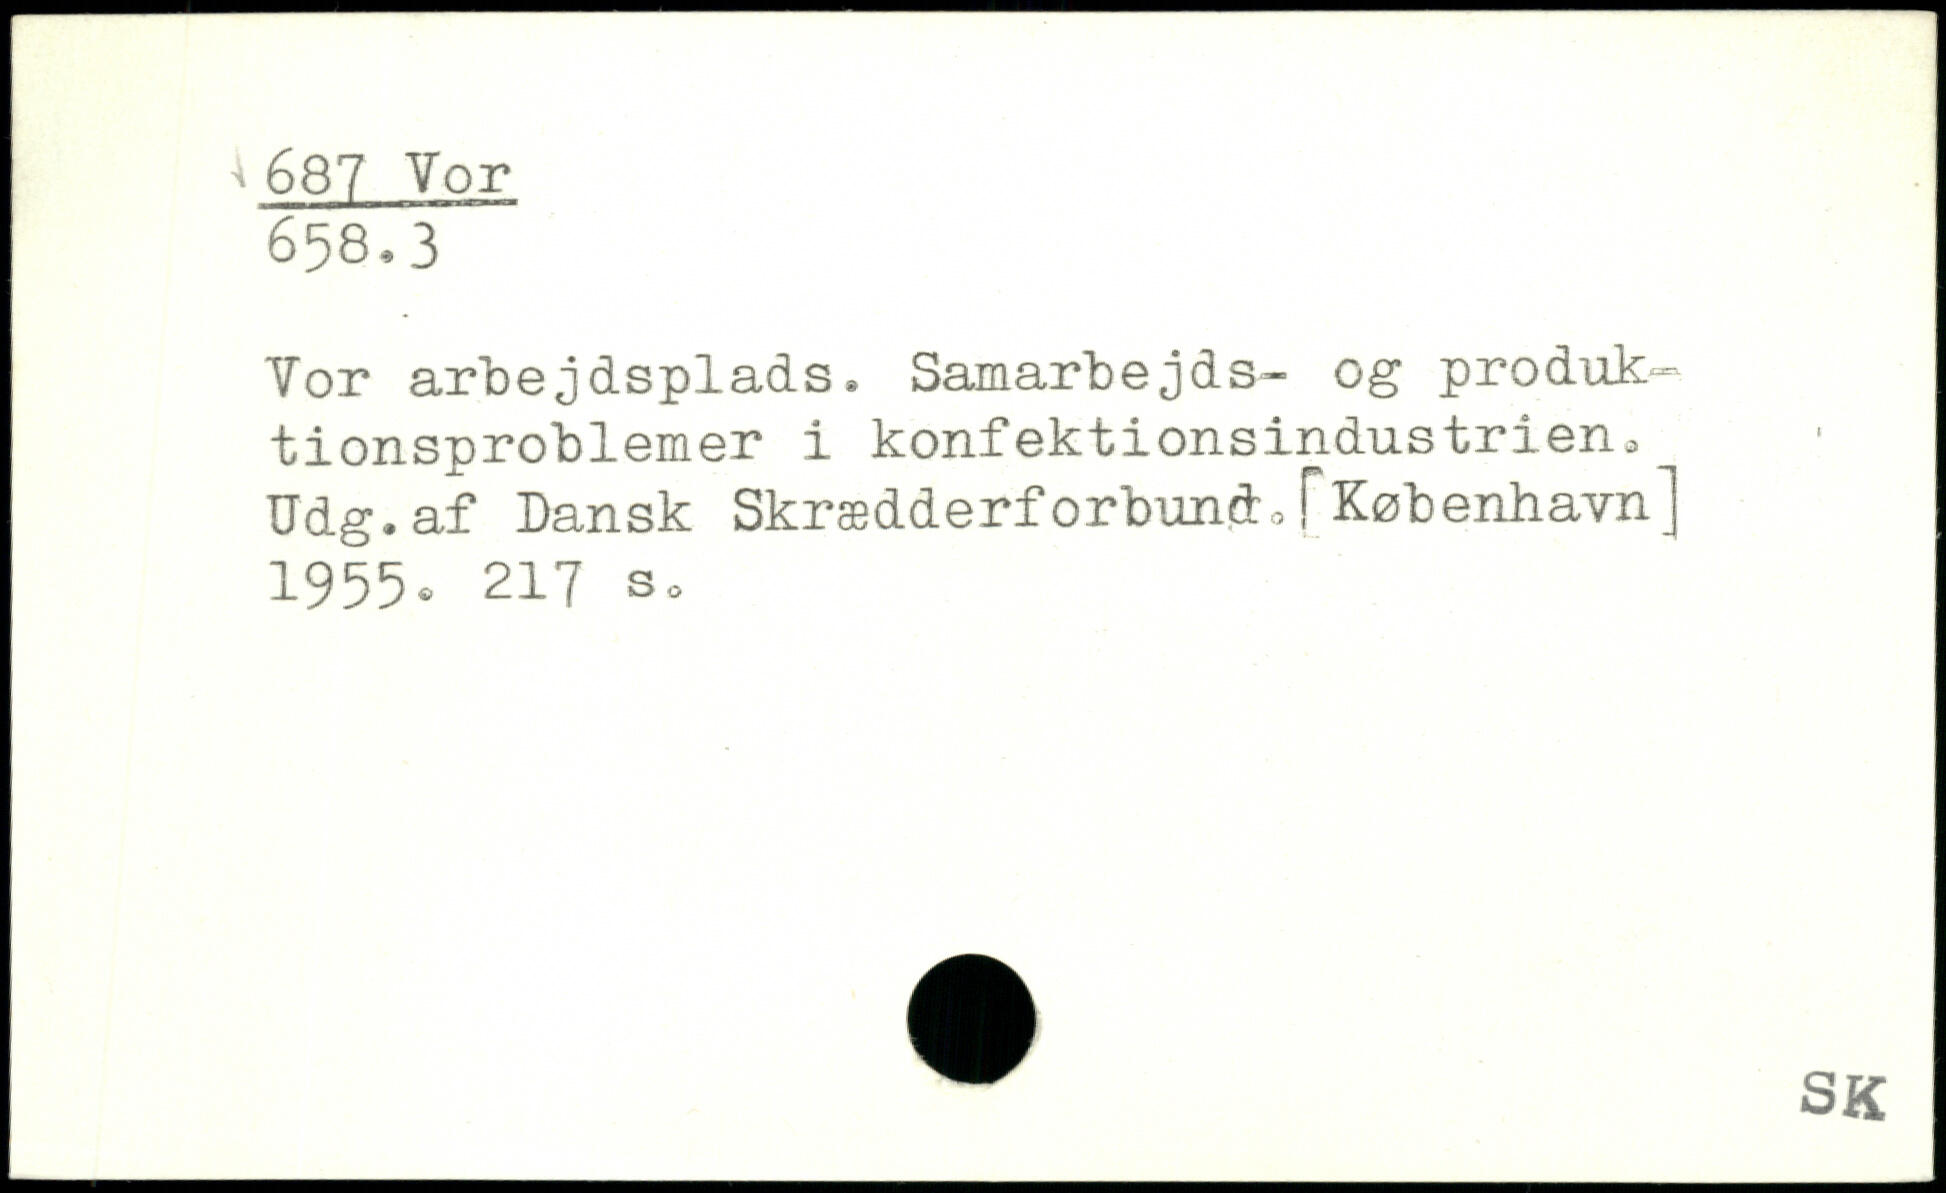 687 Vor
658.3
Vor arbejdsplads. Samarbejds- og produk-
tionsproblemer i konfektionsindustrien.
Udg.af Dansk Skrædderforbund.[København]
1955. 217 s.
SK